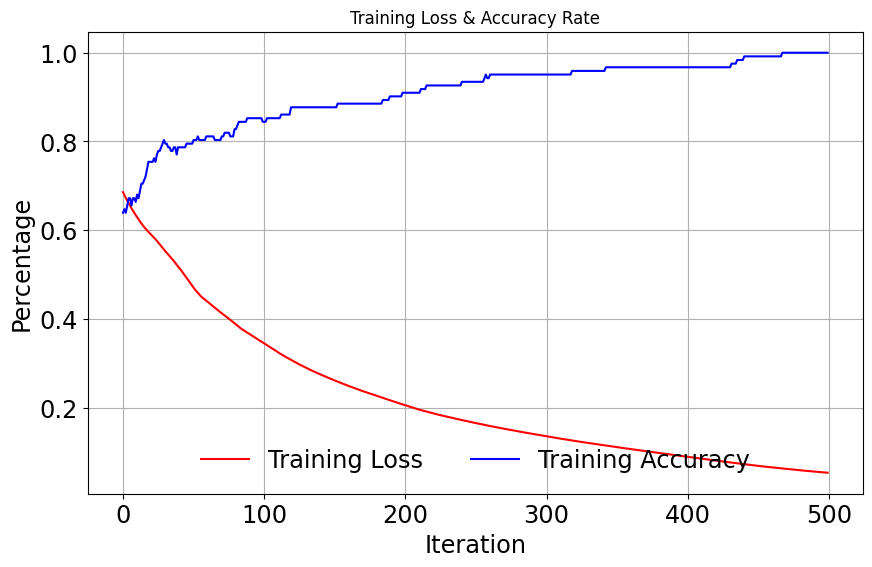 Training Loss & Accuracy Rate
1.0
0.8
0.6
0.4
0.2
Percentage
Training Loss
Training Accuracy
0 100 200 300 400 500
Iteration